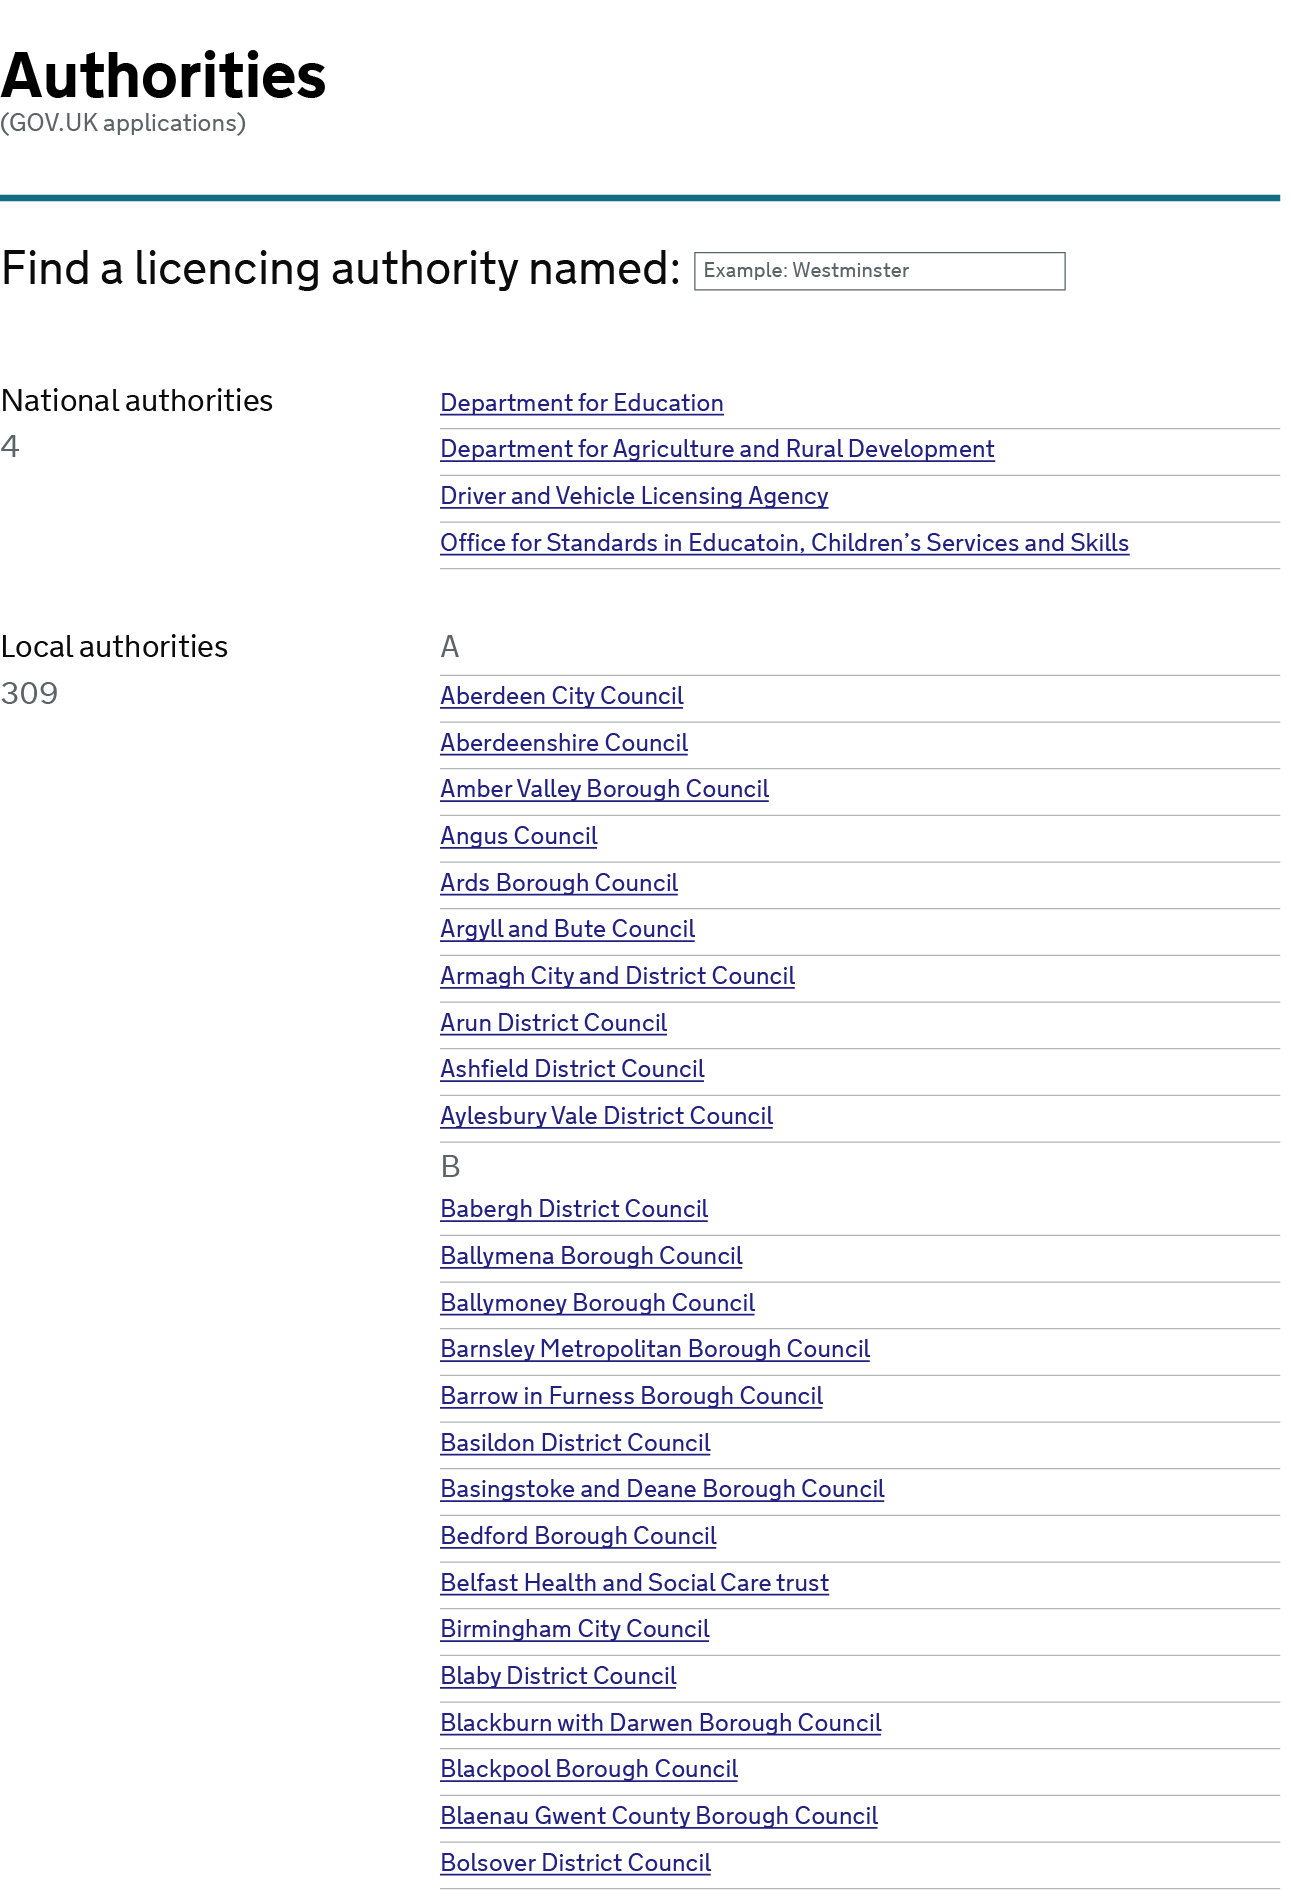 Authorities
(GOV.UK applications)
Find a licencing authority named: Example: Westminster
National authorities
4
Department for Education
Department for Agriculture and Rural Development
Driver and Vehicle Licensing Agency
Office for Standards in Educatoin, Children’s Services and Skills
Local authorities
309
A
Aberdeen City Council
Aberdeenshire Council
Amber Valley Borough Council
Angus Council
Ards Borough Council
Argyll and Bute Council
Armagh City and District Council
Arun District Council
Ashfield District Council
Aylesbury Vale District Council
B
Babergh District Council
Ballymena Borough Council
Ballymoney Borough Council
Barnsley Metropolitan Borough Council
Barrow in Furness Borough Council
Basildon District Council
Basingstoke and Deane Borough Council
Bedford Borough Council
Belfast Health and Social Care trust
Birmingham City Council
Blaby District Council
Blackburn with Darwen Borough Council
Blackpool Borough Council
Blaenau Gwent County Borough Council
Bolsover District Council